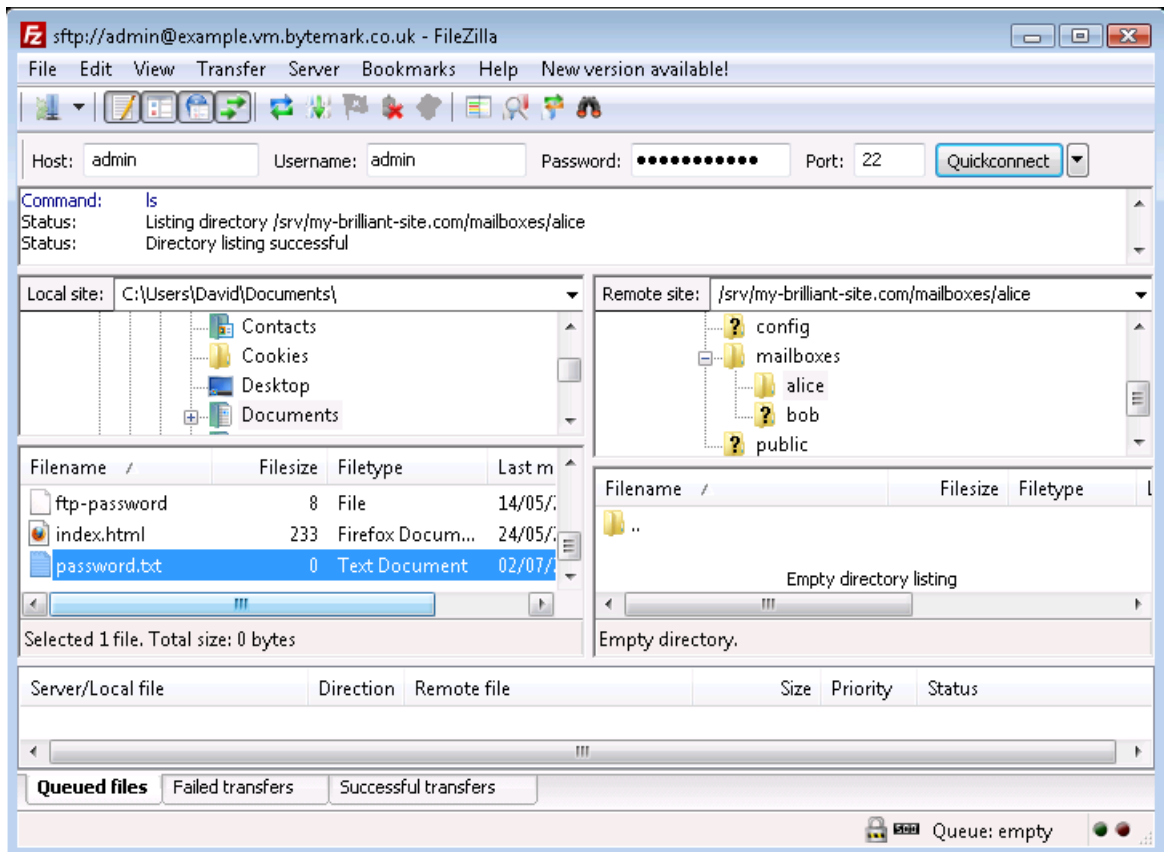 sftp://admin@example.vm.bytemark.co.uk - FileZilla
File Edit View Transfer Server Bookmarks Help New version available!
Host: admin Username: admin Password: ●●●●●●●●●●● Port: 22 Quickconnect
Command: ls
Status: Listing directory /srv/my-brilliant-site.com/mailboxes/alice
Status: Directory listing successful
Local site: C:\Users\David\Documents\
Contacts
Cookies
Desktop
Documents
Filename / Filesize Filetype Last m
ftp-password 8 File 14/05/
index.html 233 Firefox Docum... 24/05/
password.txt 0 Text Document 02/07/
Selected 1 file. Total size: 0 bytes
Remote site: /srv/my-brilliant-site.com/mailboxes/alice
? config
mailboxes
alice
? bob
? public
Filename / Filesize Filetype L
..
Empty directory listing
Empty directory.
Server/Local file Direction Remote file Size Priority Status
Queued files Failed transfers Successful transfers
Queue: empty